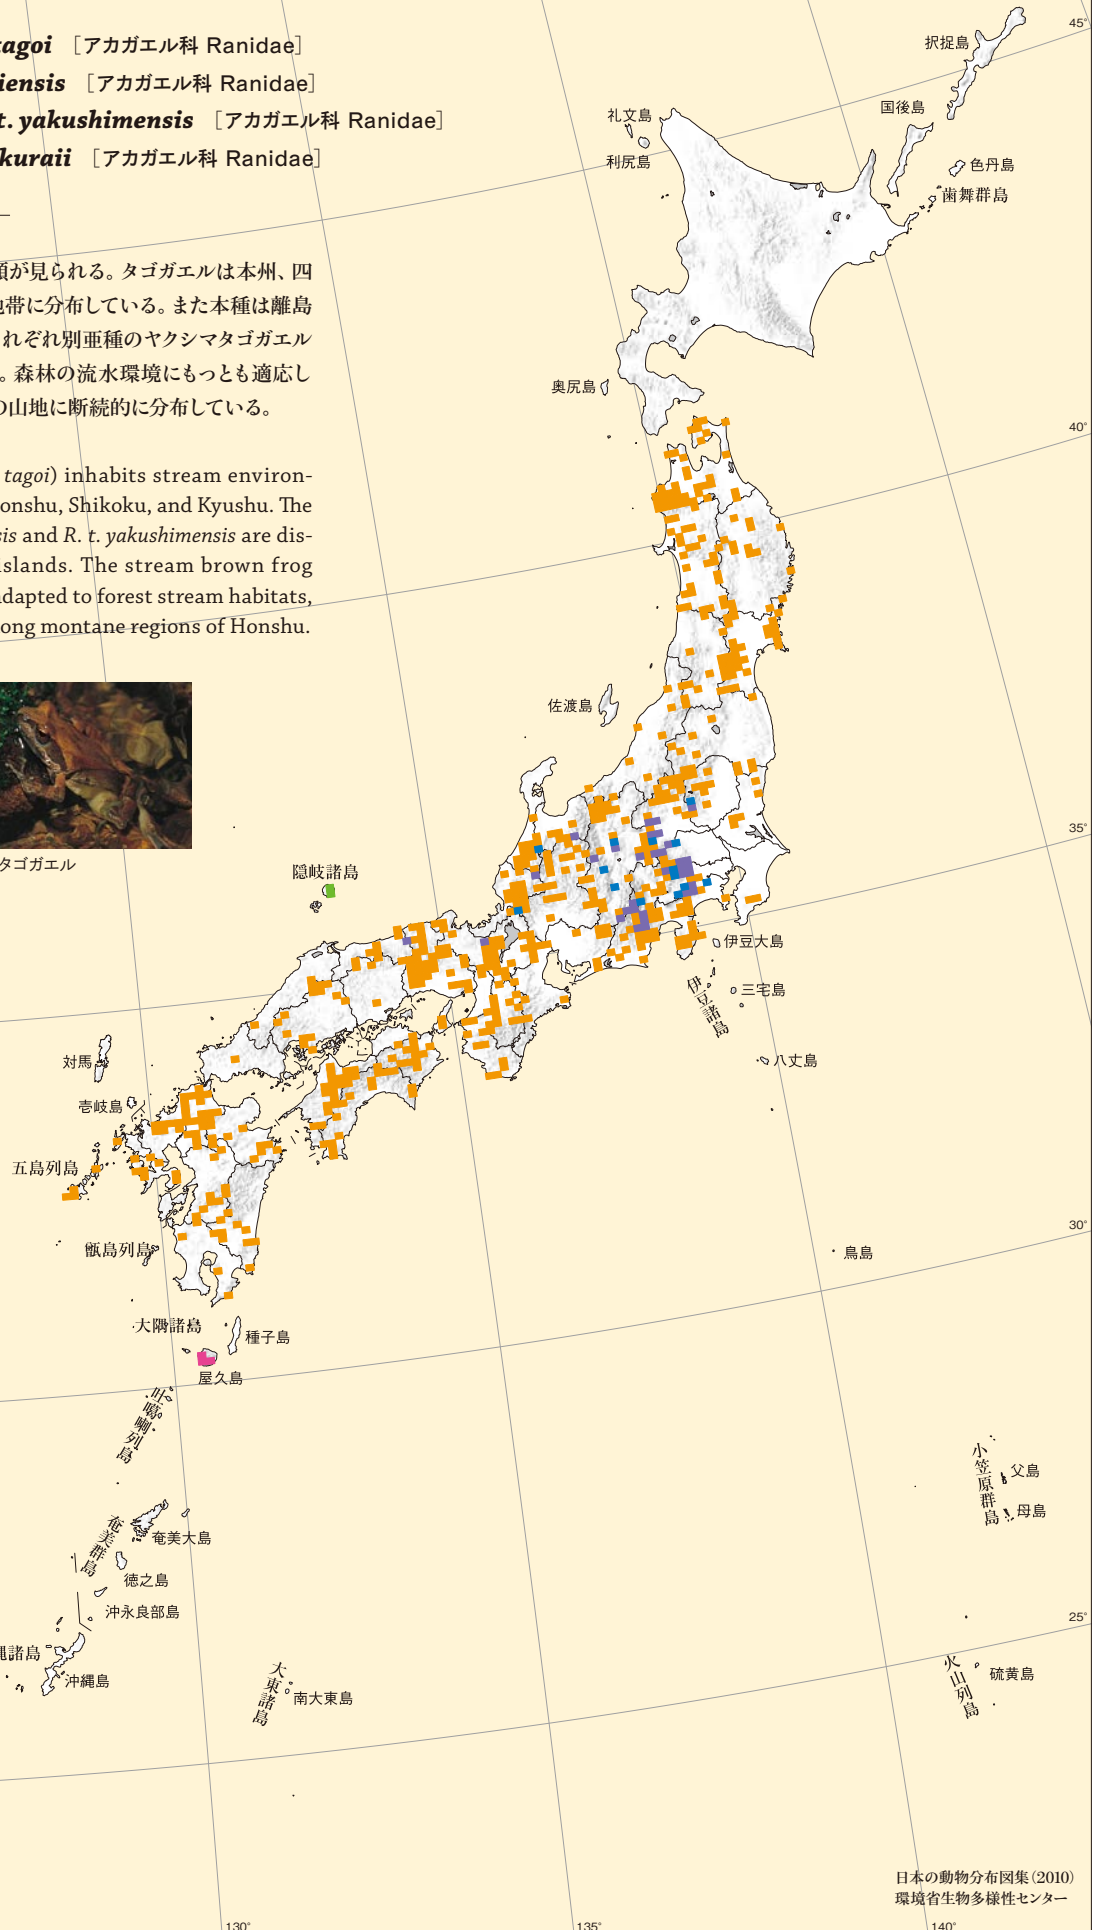 tagoi ［アカガエル科 Ranidae］
iensis ［アカガエル科 Ranidae］
t. yakushimensis ［アカガエル科 Ranidae］
kuraii ［アカガエル科 Ranidae］
類が見られる。タゴガエルは本州、四
地帯に分布している。また本種は離島
れぞれ別亜種のヤクシマタゴガエル
。森林の流水環境にもっとも適応し
の山地に断続的に分布している。
tagoi) inhabits stream environ-
onshu, Shikoku, and Kyushu. The
sis and R. t. yakushimensis are dis-
islands. The stream brown frog
adapted to forest stream habitats,
ong montane regions of Honshu.
タゴガエル
択捉島
45°
国後島
礼文島
利尻島
色丹島
歯舞群島
奥尻島
40°
佐渡島
35°
隠岐諸島
伊豆大島
三宅島
伊豆諸島
八丈島
対馬
壱岐島
五島列島
甑島列島
30°
鳥島
大隅諸島
種子島
屋久島
吐噶喇列島
小笠原群島
父島
母島
奄美群島
奄美大島
徳之島
沖永良部島
25°
縄諸島
沖縄島
大東諸島
南大東島
火山列島
硫黄島
日本の動物分布図集（2010）
環境省生物多様性センター
130°
135°
140°